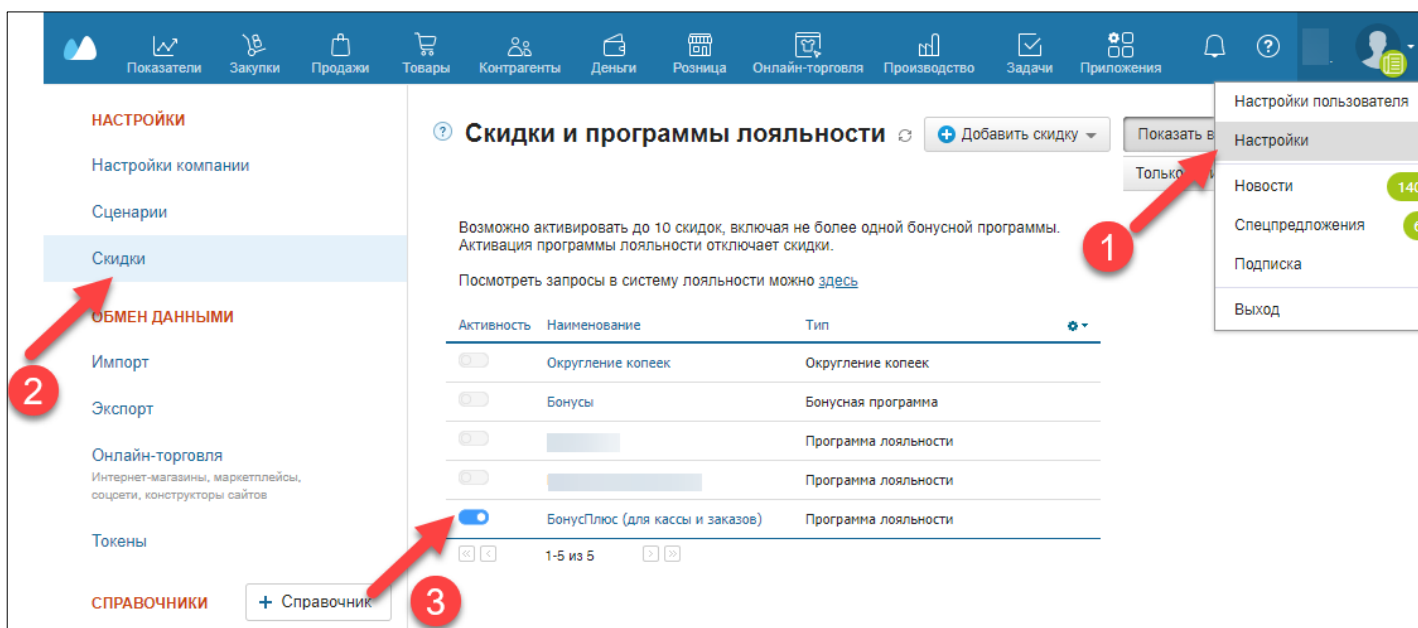 Показатели
Закупки
Продажи
Товары
Контрагенты
Деньги
Розница
Онлайн-торговля
Производство
Задачи
Приложения
НАСТРОЙКИ
Настройки компании
Сценарии
Скидки
ОБМЕН ДАННЫМИ
Импорт
Экспорт
Онлайн-торговля
Интернет-магазины, маркетплейсы,
соцсети, конструкторы сайтов
Токены
СПРАВОЧНИКИ
+ Справочник
Скидки и программы лояльности
Добавить скидку
Показать
Только
Возможно активировать до 10 скидок, включая не более одной бонусной программы.
Активация программы лояльности отключает скидки.
Посмотреть запросы в систему лояльности можно здесь
Активность Наименование Тип
Округление копеек Округление копеек
Бонусы Бонусная программа
Программа лояльности
Программа лояльности
БонусПлюс (для кассы и заказов) Программа лояльности
1-5 из 5
Настройки пользователя
Настройки
Новости 140
Спецпредложения
Подписка
Выход
1
2
3